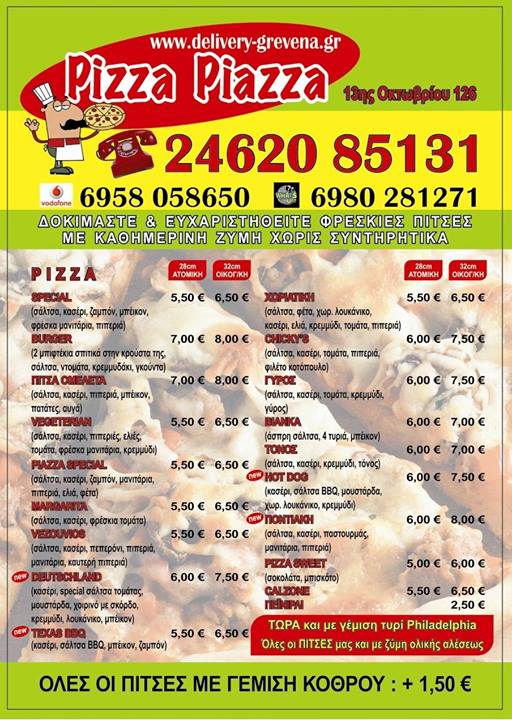 www.delivery-grevena.gr
Pizza Piazza
13ης Οκτωβρίου 126
24620 85131
vodafone 6958 058650 6980 281271
ΔΟΚΙΜΑΣΤΕ & ΕΥΧΑΡΙΣΤΗΘΕΙΤΕ ΦΡΕΣΚΙΕΣ ΠΙΤΣΕΣ
ΜΕ ΚΑΘΗΜΕΡΙΝΗ ΖΥΜΗ ΧΩΡΙΣ ΣΥΝΤΗΡΗΤΙΚΑ
PIZZA
28cm ΑΤΟΜΙΚΗ
32cm ΟΙΚΟΓ/ΚΗ
SPECIAL 5,50 € 6,50 €
(σάλτσα, κασέρι, ζαμπόν, μπέικον,
φρέσκα μανιτάρια, πιπεριά)
BURGER 7,00 € 8,00 €
(2 μπιφτέκια σπιτικά στην κρούστα της,
σάλτσα, ντομάτα, κρεμμυδάκι, γκούντα)
ΠΙΤΣΑ ΟΜΕΛΕΤΑ 7,00 € 8,00 €
(σάλτσα, κασέρι, πιπεριά, μπέικον,
πατάτες, αυγά)
VEGETERIAN 5,50 € 6,50 €
(σάλτσα, κασέρι, πιπεριές, ελιές,
τομάτα, φρέσκα μανιτάρια, κρεμμύδι)
PIAZZA SPECIAL 5,50 € 6,50 €
(σάλτσα, κασέρι, ζαμπον, μανιτάρια,
πιπεριά, ελιά, φέτα)
MARGARITA 5,50 € 6,50 €
(σάλτσα, κασέρι, φρέσκια τομάτα)
VEZOUVIOS 5,50 € 6,50 €
(σάλτσα, κασέρι, πεπερόνι, πιπεριά,
μανιτάρια, καυτερή πιπεριά)
new DEUTSCHLAND 6,00 € 7,50 €
(κασέρι, special σάλτσα τομάτας,
μουστάρδα, χοιρινό με σκόρδο,
κρεμμύδι, λουκάνικο, μπέικον)
new TEXAS BBQ 5,50 € 6,50 €
(κασέρι, σάλτσα BBQ, μπέικον, ζαμπόν)
28cm ΑΤΟΜΙΚΗ
32cm ΟΙΚΟΓ/ΚΗ
ΧΩΡΙΑΤΙΚΗ 5,50 € 6,50 €
(σάλτσα, φέτα, χωρ. λουκάνικο,
κασέρι, ελιά, κρεμμύδι, τομάτα, πιπεριά)
CHICKY'S 6,00 € 7,50 €
(σάλτσα, κασέρι, τομάτα, πιπεριά,
φιλέτο κοτόπουλο)
ΓΥΡΟΣ 6,00 € 7,50 €
(σάλτσα, κασέρι, τομάτα, κρεμμύδι,
γύρος)
BIANKA 6,00 € 7,00 €
(άσπρη σάλτσα, 4 τυριά, μπέικον)
ΤΟΝΟΣ 6,00 € 7,00 €
(σάλτσα, κασέρι, κρεμμύδι, τόνος)
new HOT DOG 6,00 € 7,50 €
(κασέρι, σάλτσα BBQ, μουστάρδα,
χωρ. λουκάνικο, κρεμμύδι)
new ΠΟΝΤΙΑΚΗ 6,00 € 8,00 €
(σάλτσα, κασέρι, παστουρμάς,
μανιτάρια, πιπεριά)
PIZZA SWEET 5,00 € 6,00 €
(σοκολάτα, μπισκότο)
CALZONE 5,50 € 6,50 €
ΠΕΪΝΙΡΛΙ 2,50 €
ΤΩΡΑ και με γέμιση τυρί Philadelphia
Όλες οι ΠΙΤΣΕΣ μας και με ζύμη ολικής αλέσεως
ΟΛΕΣ ΟΙ ΠΙΤΣΕΣ ΜΕ ΓΕΜΙΣΗ ΚΟΘΡΟΥ : + 1,50 €